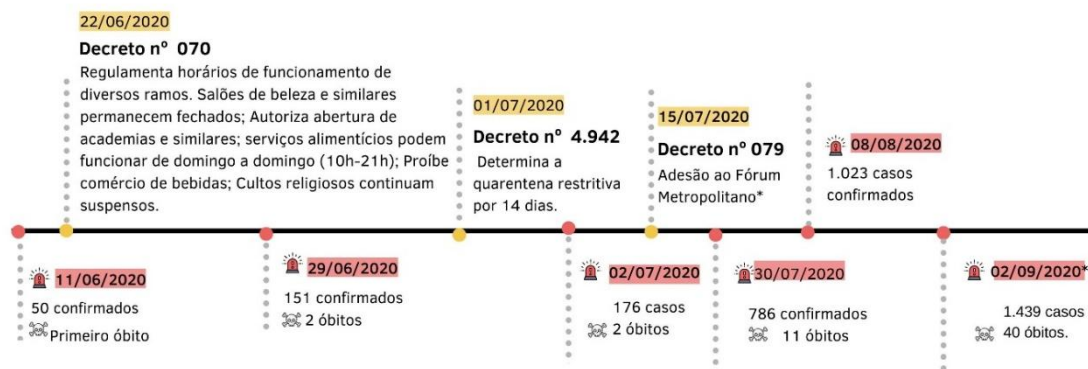 22/06/2020
Decreto nº 070
Regulamenta horários de funcionamento de
diversos ramos. Salões de beleza e similares
permanecem fechados; Autoriza abertura de
academias e similares; serviços alimentícios podem
funcionar de domingo a domingo (10h-21h); Proíbe
comércio de bebidas; Cultos religiosos continuam
suspensos.
01/07/2020
Decreto nº 4.942
Determina a
quarentena restritiva
por 14 dias.
15/07/2020
Decreto nº 079
Adesão ao Fórum
Metropolitano*
08/08/2020
1.023 casos
confirmados
11/06/2020
50 confirmados
Primeiro óbito
29/06/2020
151 confirmados
2 óbitos
02/07/2020
176 casos
2 óbitos
30/07/2020
786 confirmados
11 óbitos
02/09/2020*
1.439 casos
40 óbitos.